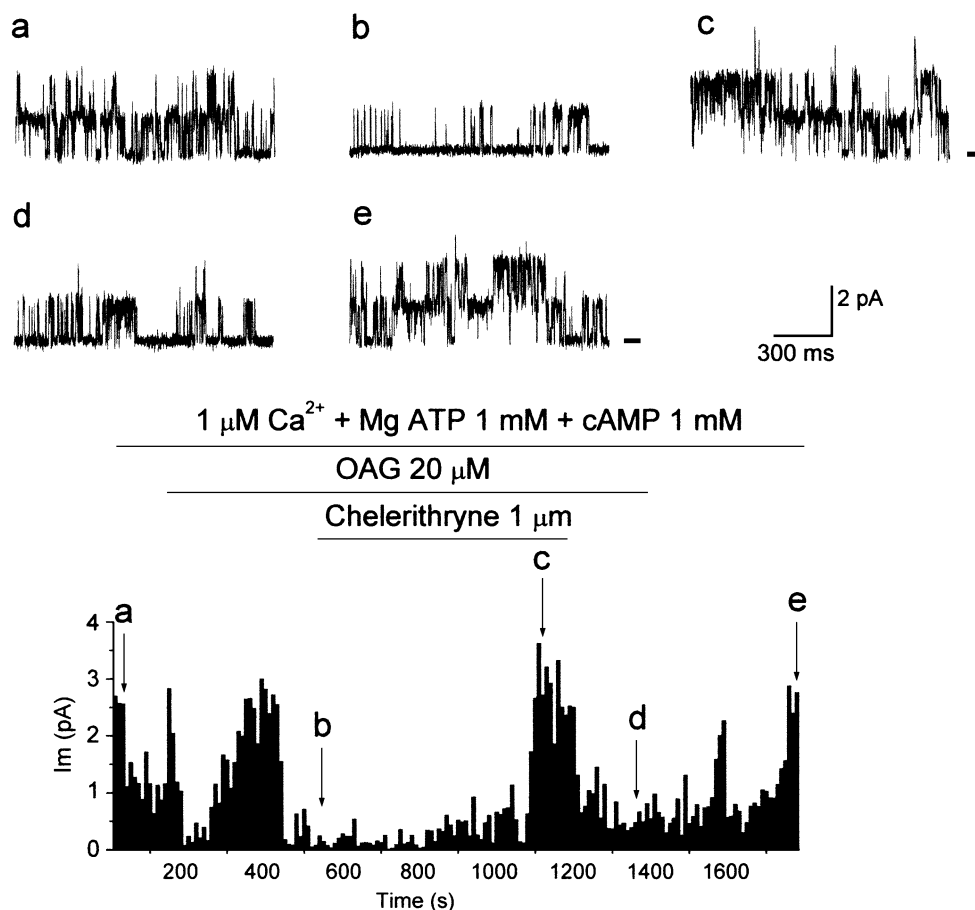 a
b
c
d
e
2 pA
300 ms
1 μM Ca²⁺ + Mg ATP 1 mM + cAMP 1 mM
OAG 20 μM
Chelerithryne 1 μm
a
b
c
d
e
4
3
2
1
0
Im (pA)
200 400 600 800 1000 1200 1400 1600
Time (s)